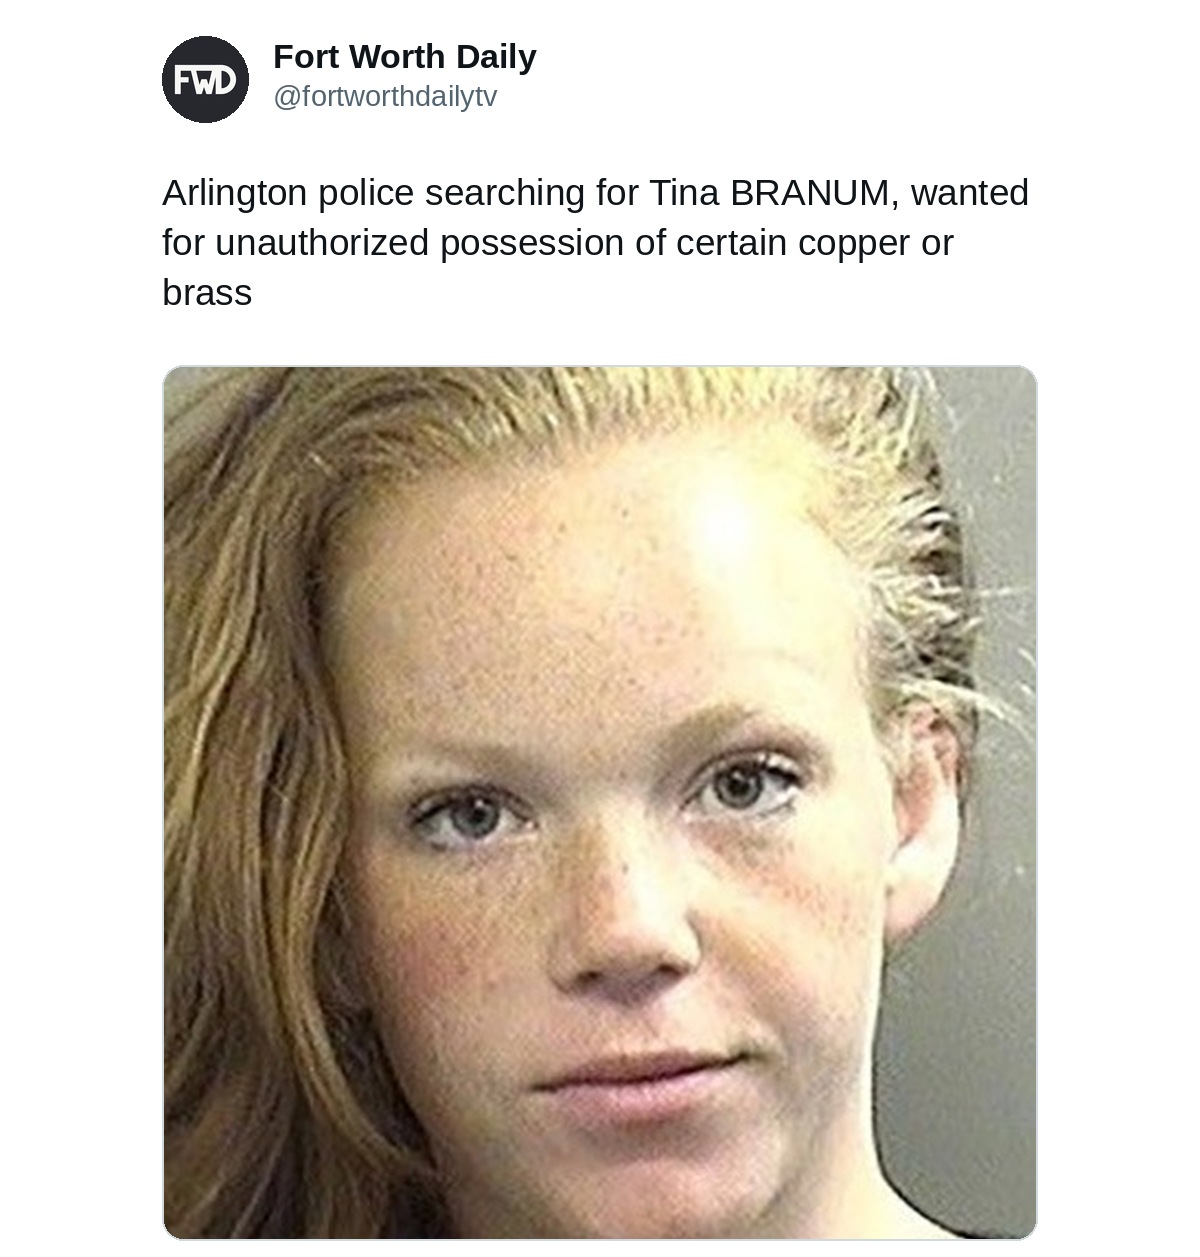 FWD
Fort Worth Daily
@fortworthdailytv
Arlington police searching for Tina BRANUM, wanted
for unauthorized possession of certain copper or
brass